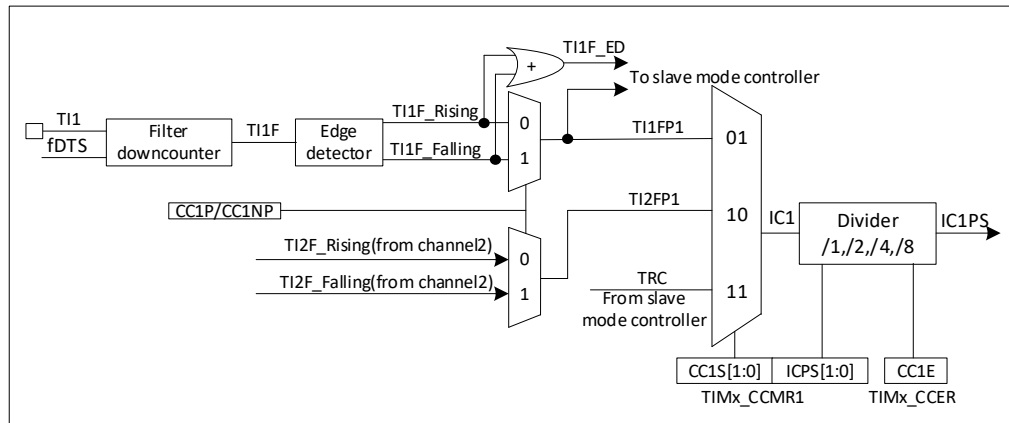 TI1F_ED
+
To slave mode controller
TI1
fDTS
Filter
downcounter
TI1F
Edge
detector
TI1F_Rising
TI1F_Falling
0
1
TI1FP1
01
CC1P/CC1NP
TI2FP1
10
IC1
Divider
/1,/2,/4,/8
IC1PS
TI2F_Rising(from channel2)
TI2F_Falling(from channel2)
0
1
TRC
From slave
mode controller
11
CC1S[1:0]
ICPS[1:0]
CC1E
TIMx_CCMR1
TIMx_CCER